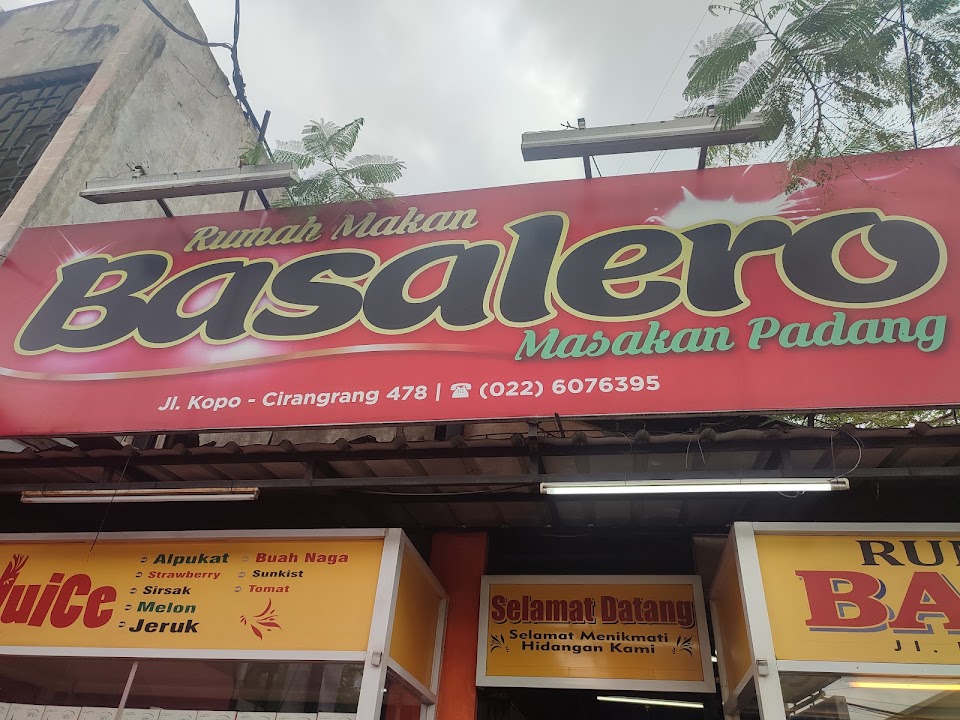 Rumah Makan
Basalero
Masakan Padang
Jl. Kopo - Cirangrang 478 | ☎ (022) 6076395
Juice
Alpukat
Strawberry
Sirsak
Melon
Jeruk
Buah Naga
Sunkist
Tomat
Selamat Datang
Selamat Menikmati
Hidangan Kami